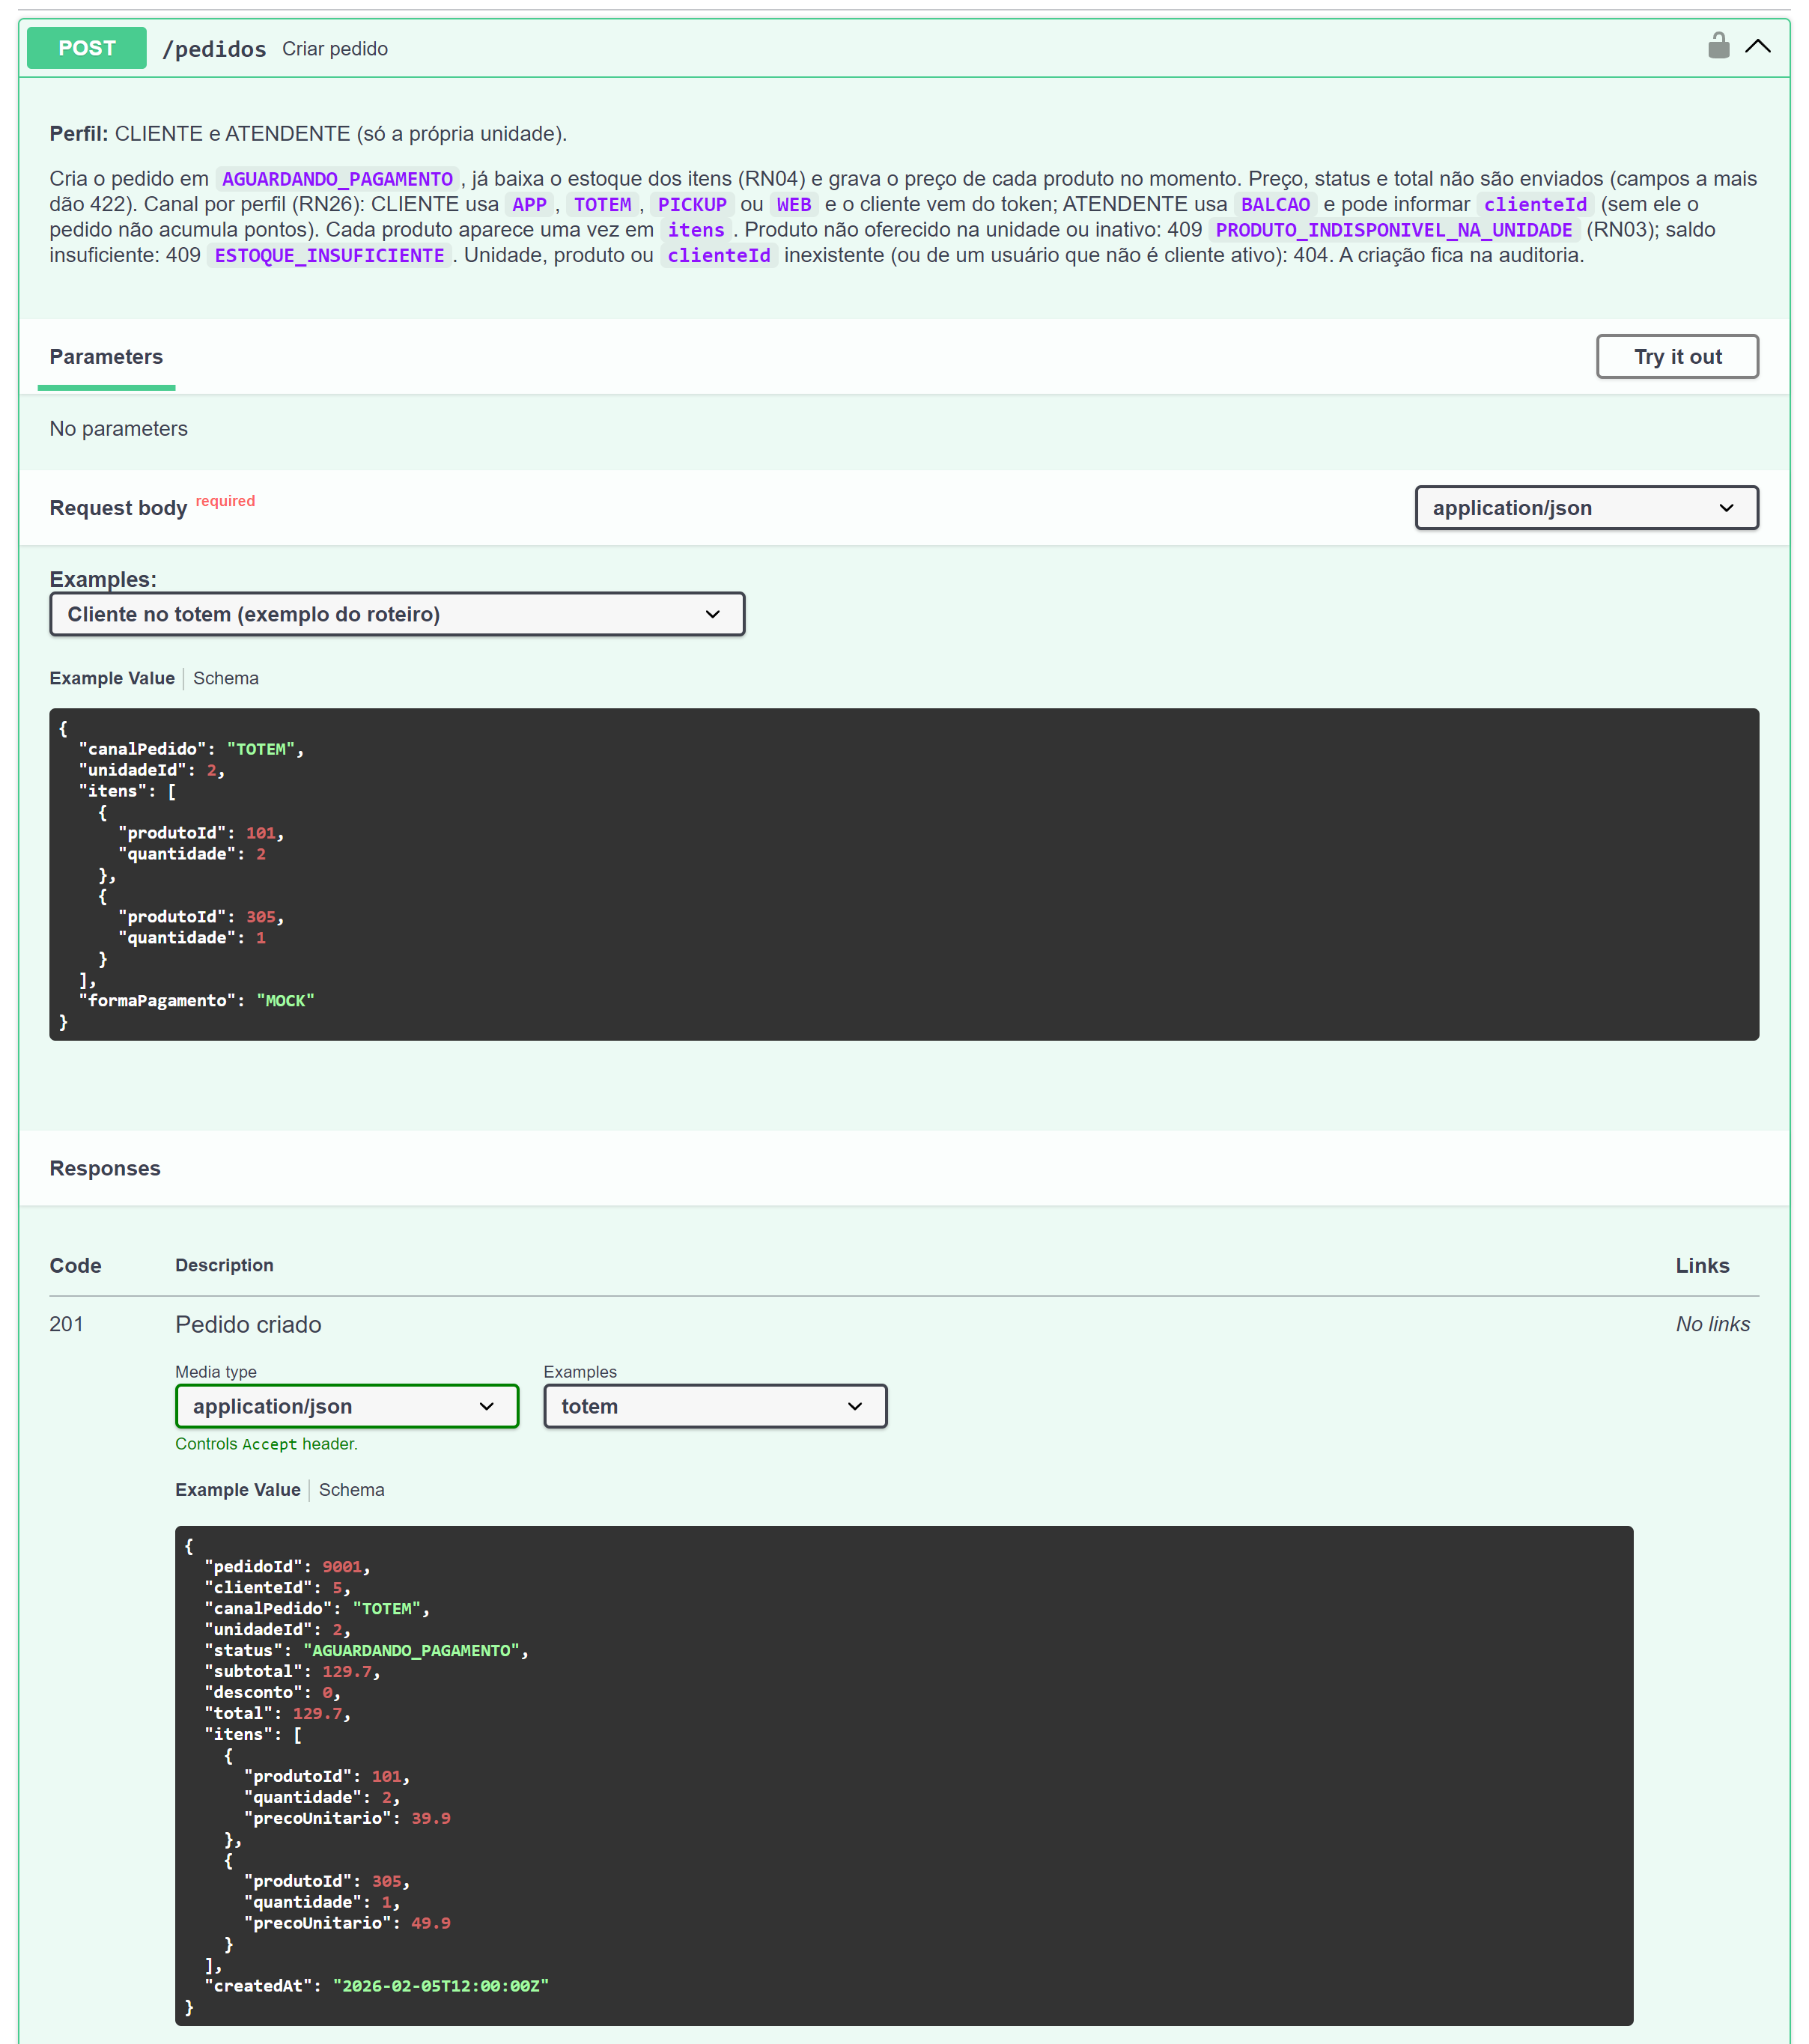 POST /pedidos Criar pedido
Perfil: CLIENTE e ATENDENTE (só a própria unidade).
Cria o pedido em AGUARDANDO_PAGAMENTO, já baixa o estoque dos itens (RN04) e grava o preço de cada produto no momento. Preço, status e total não são enviados (campos a mais
dão 422). Canal por perfil (RN26): CLIENTE usa APP, TOTEM, PICKUP ou WEB e o cliente vem do token; ATENDENTE usa BALCAO e pode informar clienteId (sem ele o
pedido não acumula pontos). Cada produto aparece uma vez em itens. Produto não oferecido na unidade ou inativo: 409 PRODUTO_INDISPONIVEL_NA_UNIDADE (RN03); saldo
insuficiente: 409 ESTOQUE_INSUFICIENTE. Unidade, produto ou clienteId inexistente (ou de um usuário que não é cliente ativo): 404. A criação fica na auditoria.
Parameters
Try it out
No parameters
Request body required
application/json
Examples:
Cliente no totem (exemplo do roteiro)
Example Value Schema
{
  "canalPedido": "TOTEM",
  "unidadeId": 2,
  "itens": [
    {
      "produtoId": 101,
      "quantidade": 2
    },
    {
      "produtoId": 305,
      "quantidade": 1
    }
  ],
  "formaPagamento": "MOCK"
}
Responses
Code Description Links
201 Pedido criado No links
Media type Examples
application/json totem
Controls Accept header.
Example Value Schema
{
  "pedidoId": 9001,
  "clienteId": 5,
  "canalPedido": "TOTEM",
  "unidadeId": 2,
  "status": "AGUARDANDO_PAGAMENTO",
  "subtotal": 129.7,
  "desconto": 0,
  "total": 129.7,
  "itens": [
    {
      "produtoId": 101,
      "quantidade": 2,
      "precoUnitario": 39.9
    },
    {
      "produtoId": 305,
      "quantidade": 1,
      "precoUnitario": 49.9
    }
  ],
  "createdAt": "2026-02-05T12:00:00Z"
}